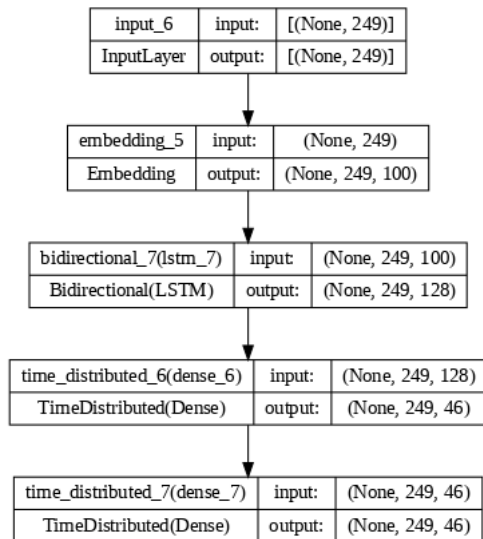 input_6 input: [(None, 249)]
InputLayer output: [(None, 249)]
embedding_5 input: (None, 249)
Embedding output: (None, 249, 100)
bidirectional_7(lstm_7) input: (None, 249, 100)
Bidirectional(LSTM) output: (None, 249, 128)
time_distributed_6(dense_6) input: (None, 249, 128)
TimeDistributed(Dense) output: (None, 249, 46)
time_distributed_7(dense_7) input: (None, 249, 46)
TimeDistributed(Dense) output: (None, 249, 46)